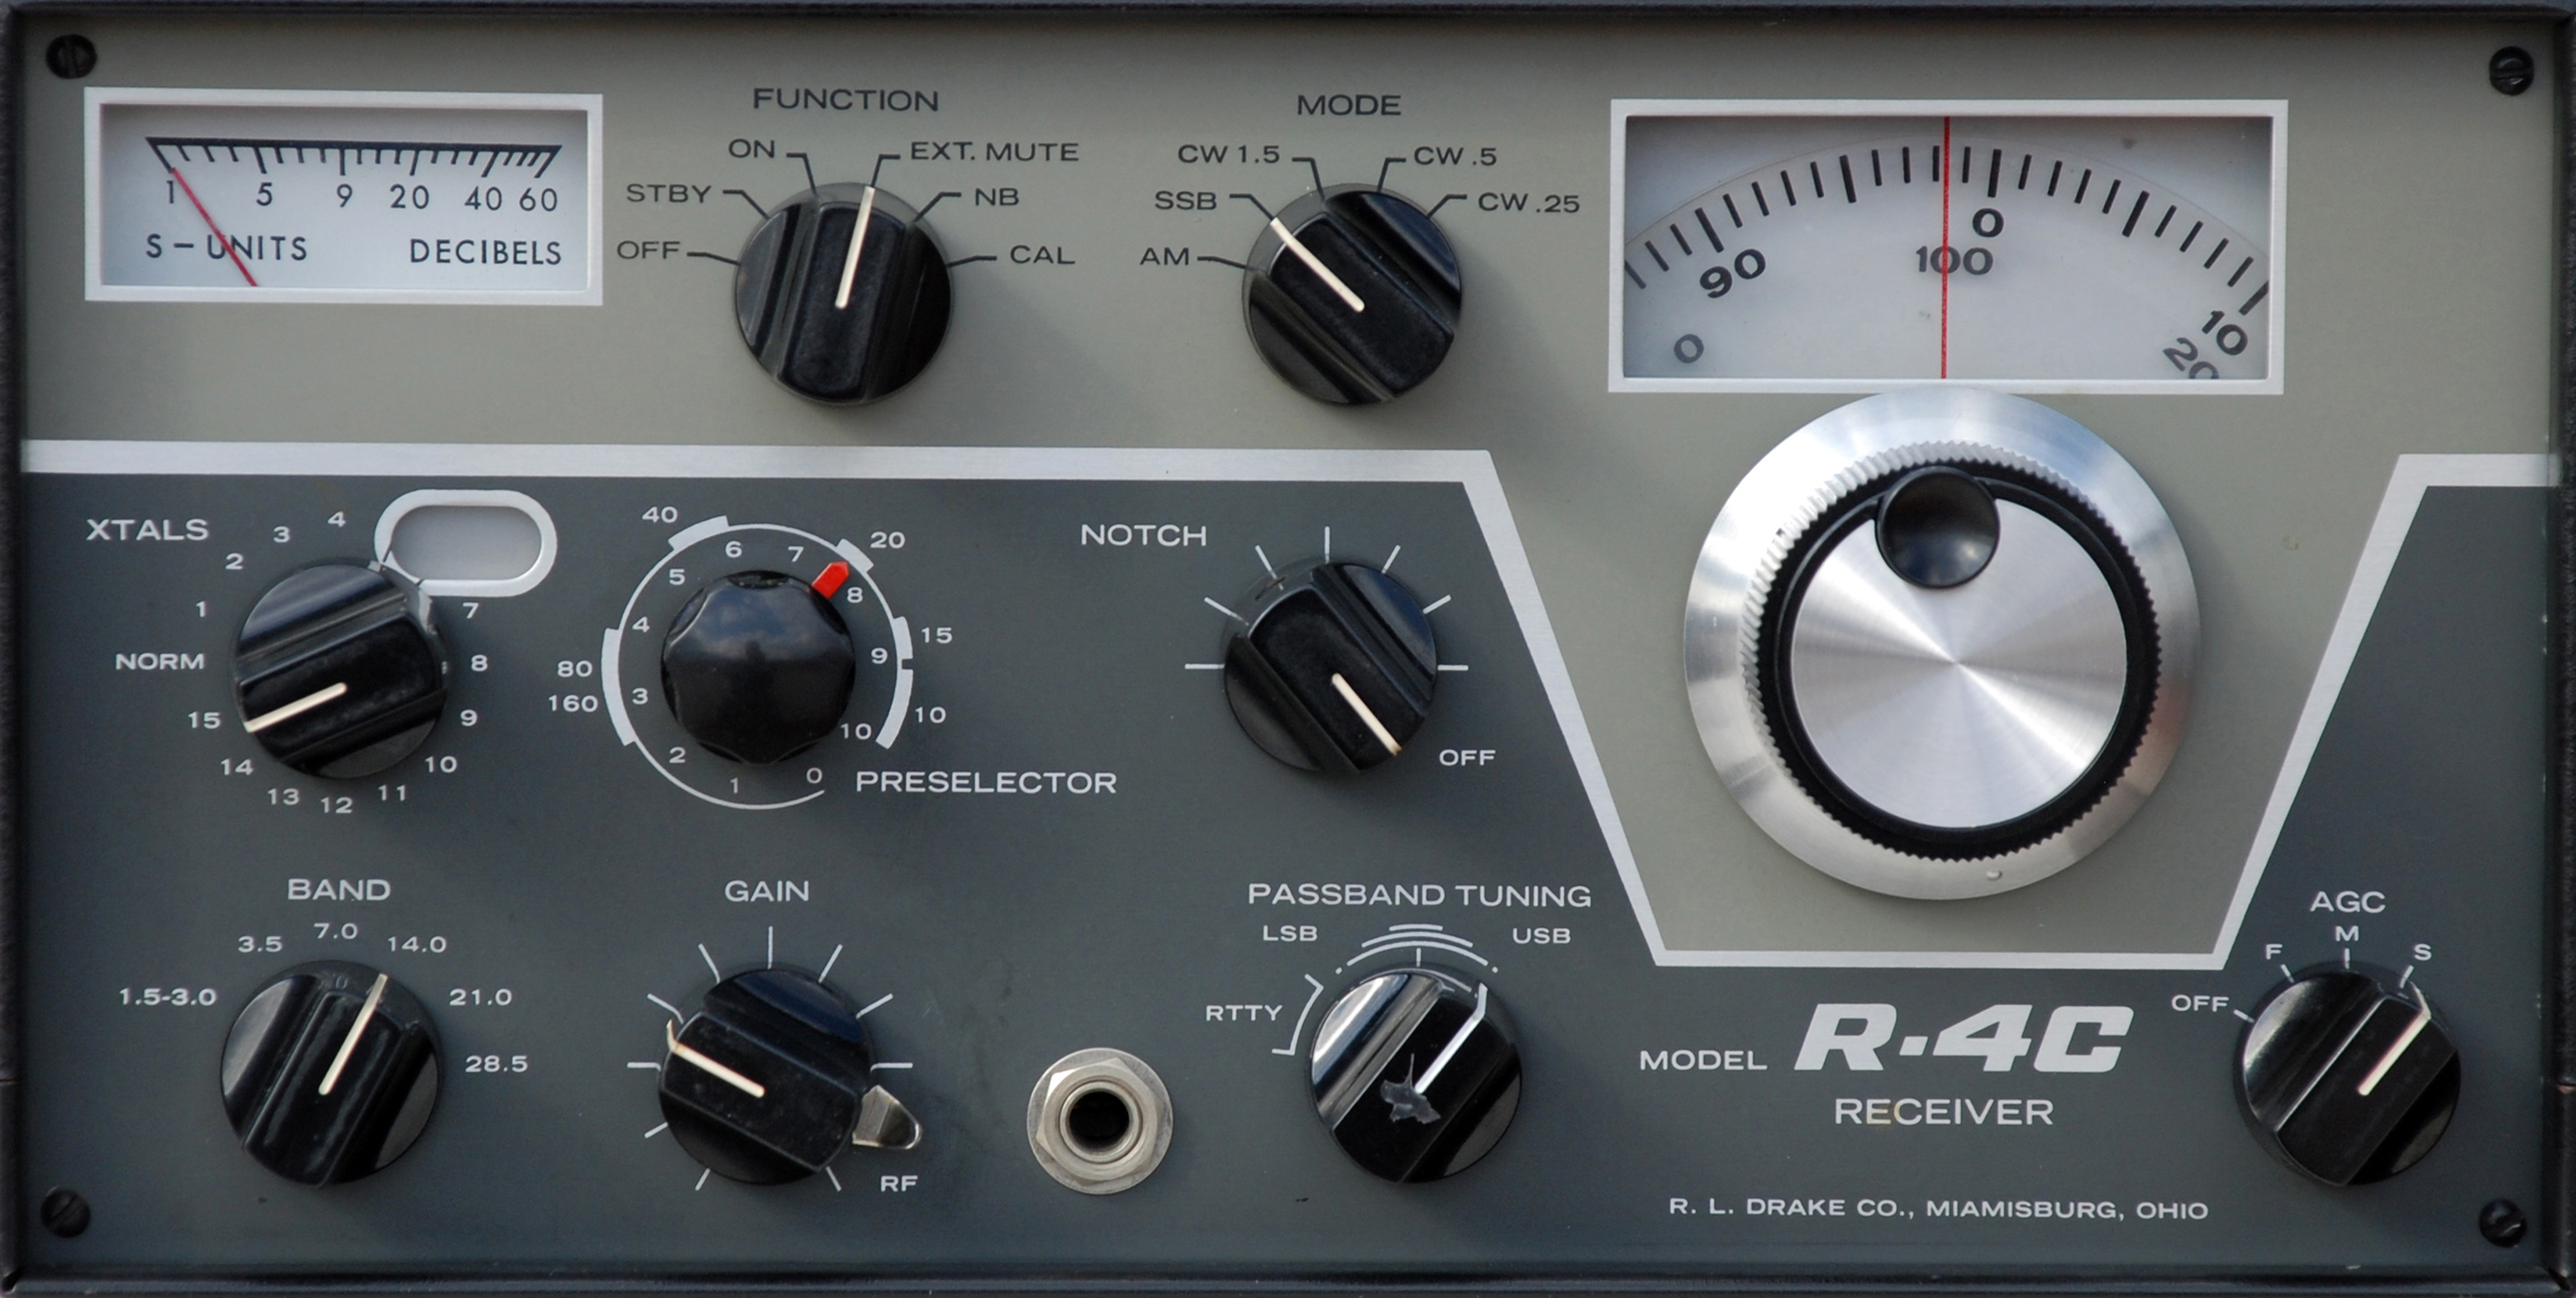 1 5 9 20 40 60
S-UNITS DECIBELS
FUNCTION
OFF
STBY
ON
EXT. MUTE
NB
CAL
MODE
AM
SSB
CW 1.5
CW .5
CW .25
90 0 10
0 100 20
XTALS
NORM
1
2
3
4
7
8
9
10
11
12
13
14
15
40
20
15
10
80
160
0
1
2
3
4
5
6
7
8
9
10
PRESELECTOR
NOTCH
OFF
BAND
1.5-3.0
3.5
7.0
14.0
21.0
28.5
GAIN
RF
PASSBAND TUNING
LSB USB
RTTY
MODEL R-4C
RECEIVER
R. L. DRAKE CO., MIAMISBURG, OHIO
AGC
OFF
F
M
S